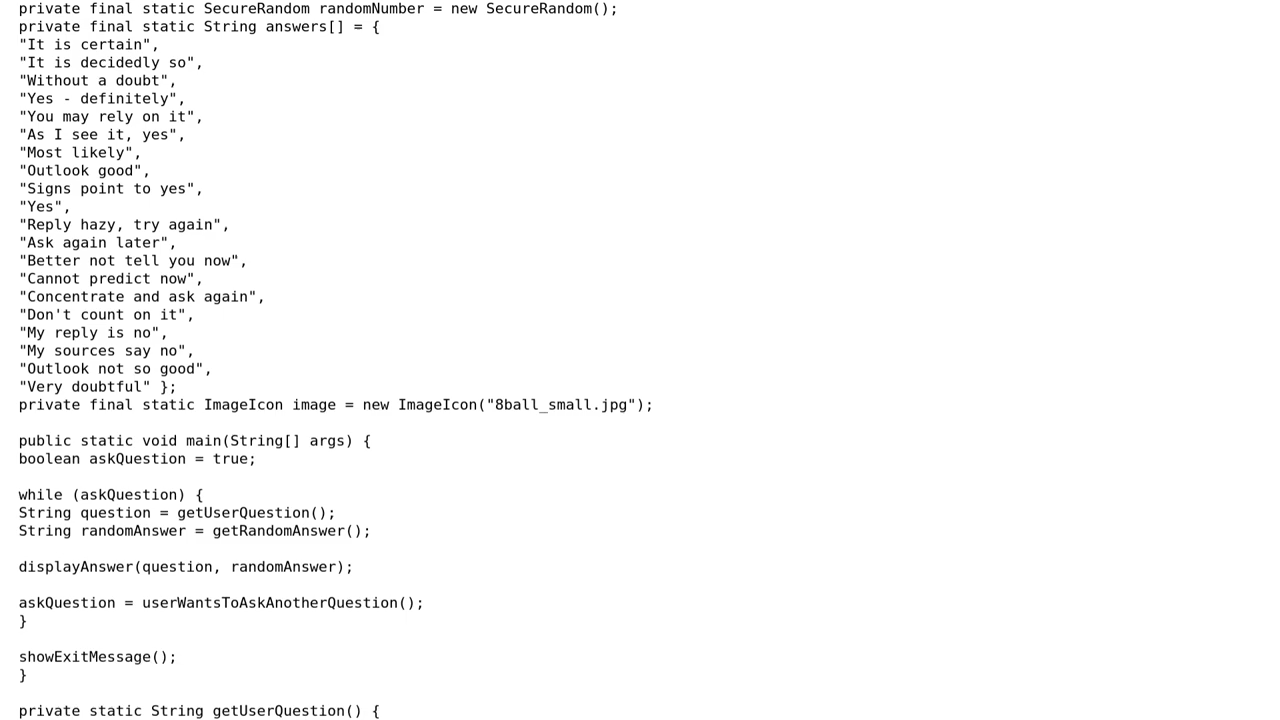 private final static SecureRandom randomNumber = new SecureRandom();
private final static String answers[] = {
"It is certain",
"It is decidedly so",
"Without a doubt",
"Yes - definitely",
"You may rely on it",
"As I see it, yes",
"Most likely",
"Outlook good",
"Signs point to yes",
"Yes",
"Reply hazy, try again",
"Ask again later",
"Better not tell you now",
"Cannot predict now",
"Concentrate and ask again",
"Don't count on it",
"My reply is no",
"My sources say no",
"Outlook not so good",
"Very doubtful" };
private final static ImageIcon image = new ImageIcon("8ball_small.jpg");
public static void main(String[] args) {
boolean askQuestion = true;
while (askQuestion) {
String question = getUserQuestion();
String randomAnswer = getRandomAnswer();
displayAnswer(question, randomAnswer);
askQuestion = userWantsToAskAnotherQuestion();
}
showExitMessage();
}
private static String getUserQuestion() {